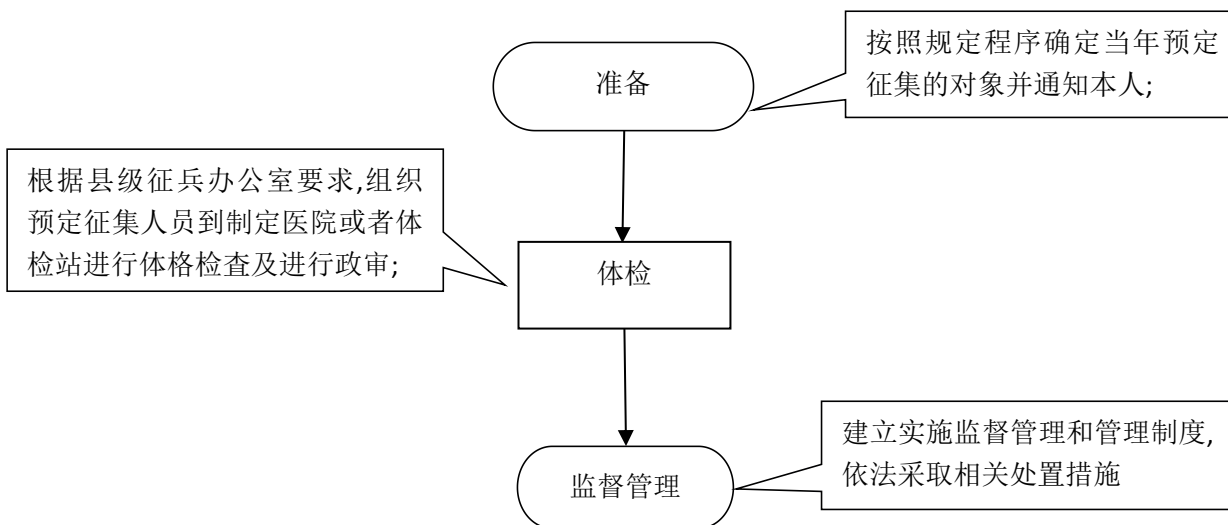 按照规定程序确定当年预定
征集的对象并通知本人;
准备
根据县级征兵办公室要求,组织
预定征集人员到制定医院或者体
检站进行体格检查及进行政审;
体检
建立实施监督管理和管理制度,
依法采取相关处置措施
监督管理